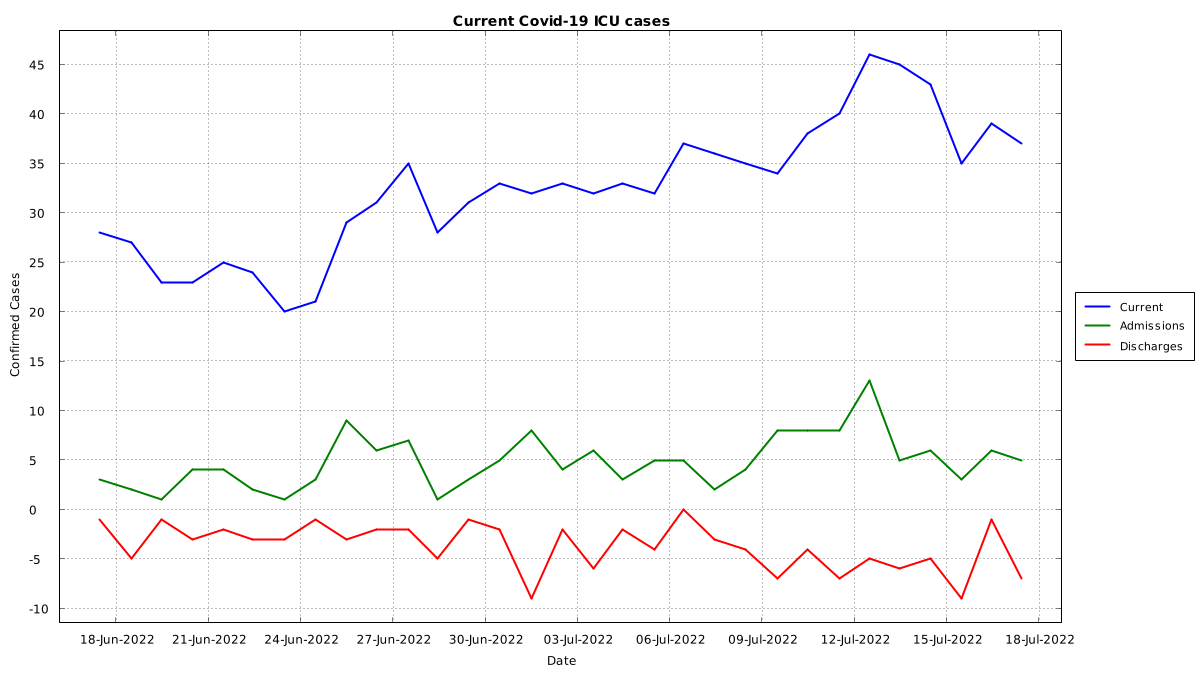 Current Covid-19 ICU cases
45
40
35
30
25
20
15
10
5
0
-5
-10
Confirmed Cases
18-Jun-2022 21-Jun-2022 24-Jun-2022 27-Jun-2022 30-Jun-2022 03-Jul-2022 06-Jul-2022 09-Jul-2022 12-Jul-2022 15-Jul-2022 18-Jul-2022
Date
Current
Admissions
Discharges